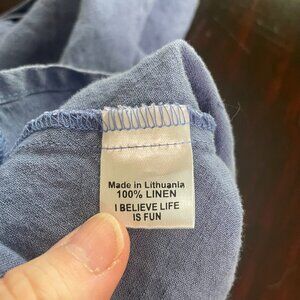 Made in Lithuania
100% LINEN
I BELIEVE LIFE
IS FUN